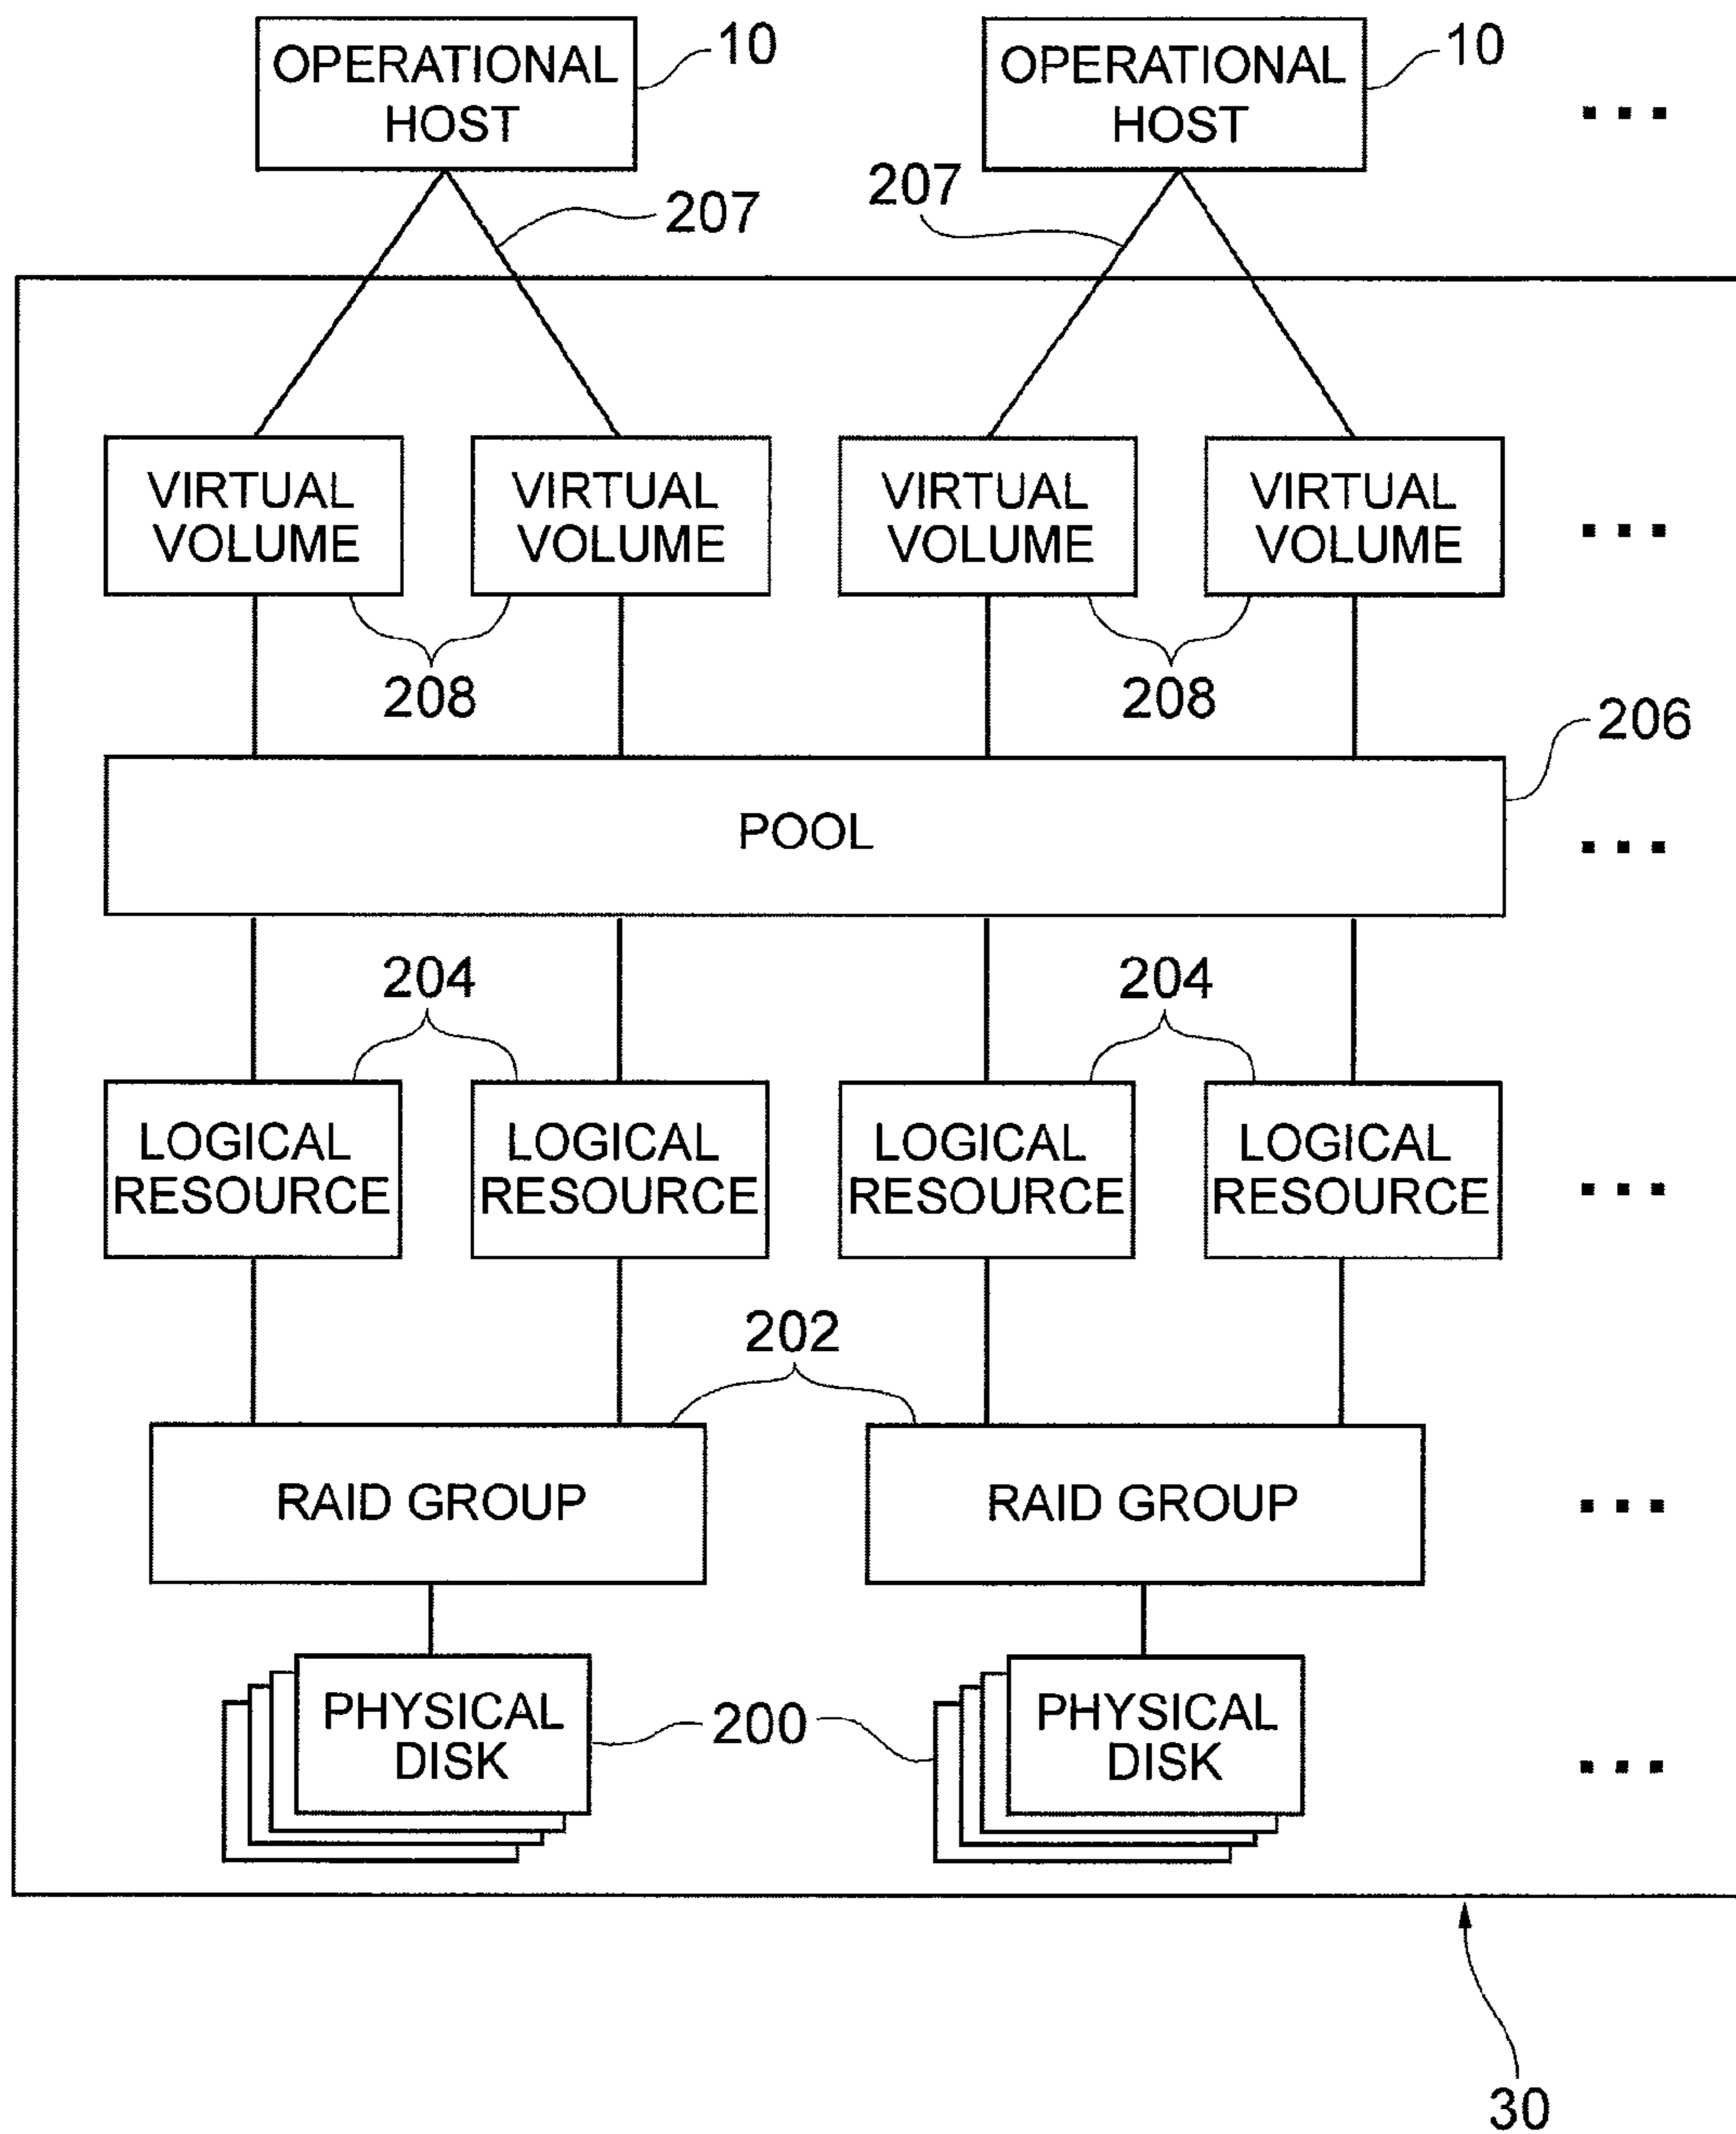 OPERATIONAL
HOST
10
OPERATIONAL
HOST
10
...
207
207
VIRTUAL
VOLUME
VIRTUAL
VOLUME
VIRTUAL
VOLUME
VIRTUAL
VOLUME
...
208
208
206
POOL
...
204
204
LOGICAL
RESOURCE
LOGICAL
RESOURCE
LOGICAL
RESOURCE
LOGICAL
RESOURCE
...
202
RAID GROUP
RAID GROUP
...
PHYSICAL
DISK
200
PHYSICAL
DISK
...
30